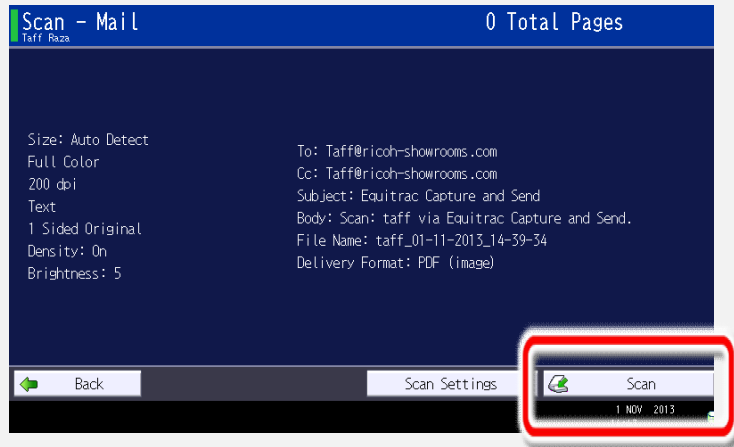 Scan - Mail
0 Total Pages
Taff Raza
Size: Auto Detect
Full Color
200 dpi
Text
1 Sided Original
Density: On
Brightness: 5
To: Taff@ricoh-showrooms.com
Cc: Taff@ricoh-showrooms.com
Subject: Equitrac Capture and Send
Body: Scan: taff via Equitrac Capture and Send.
File Name: taff_01-11-2013_14-39-34
Delivery Format: PDF (image)
Back
Scan Settings
Scan
1 NOV 2013